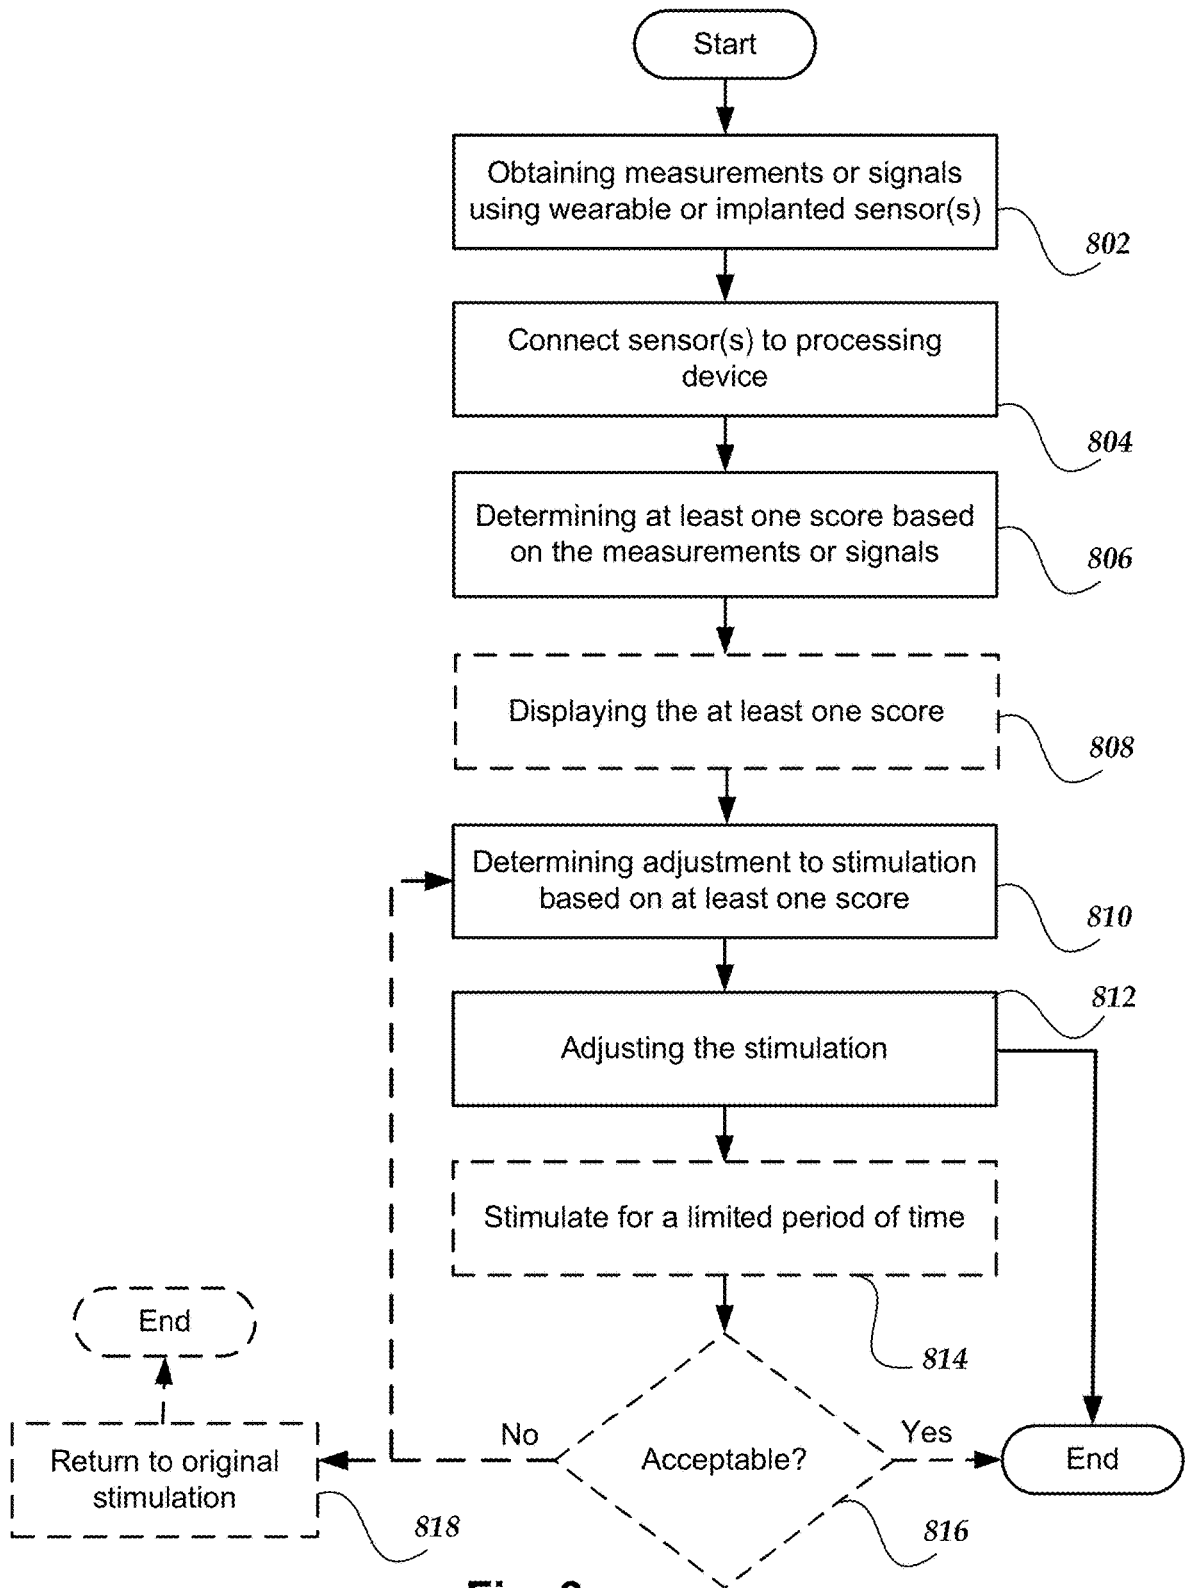 Start
Obtaining measurements or signals
using wearable or implanted sensor(s)
802
Connect sensor(s) to processing
device
804
Determining at least one score based
on the measurements or signals
806
Displaying the at least one score
808
Determining adjustment to stimulation
based on at least one score
810
812
Adjusting the stimulation
Stimulate for a limited period of time
814
End
No
Yes
Acceptable?
End
Return to original
stimulation
818
816